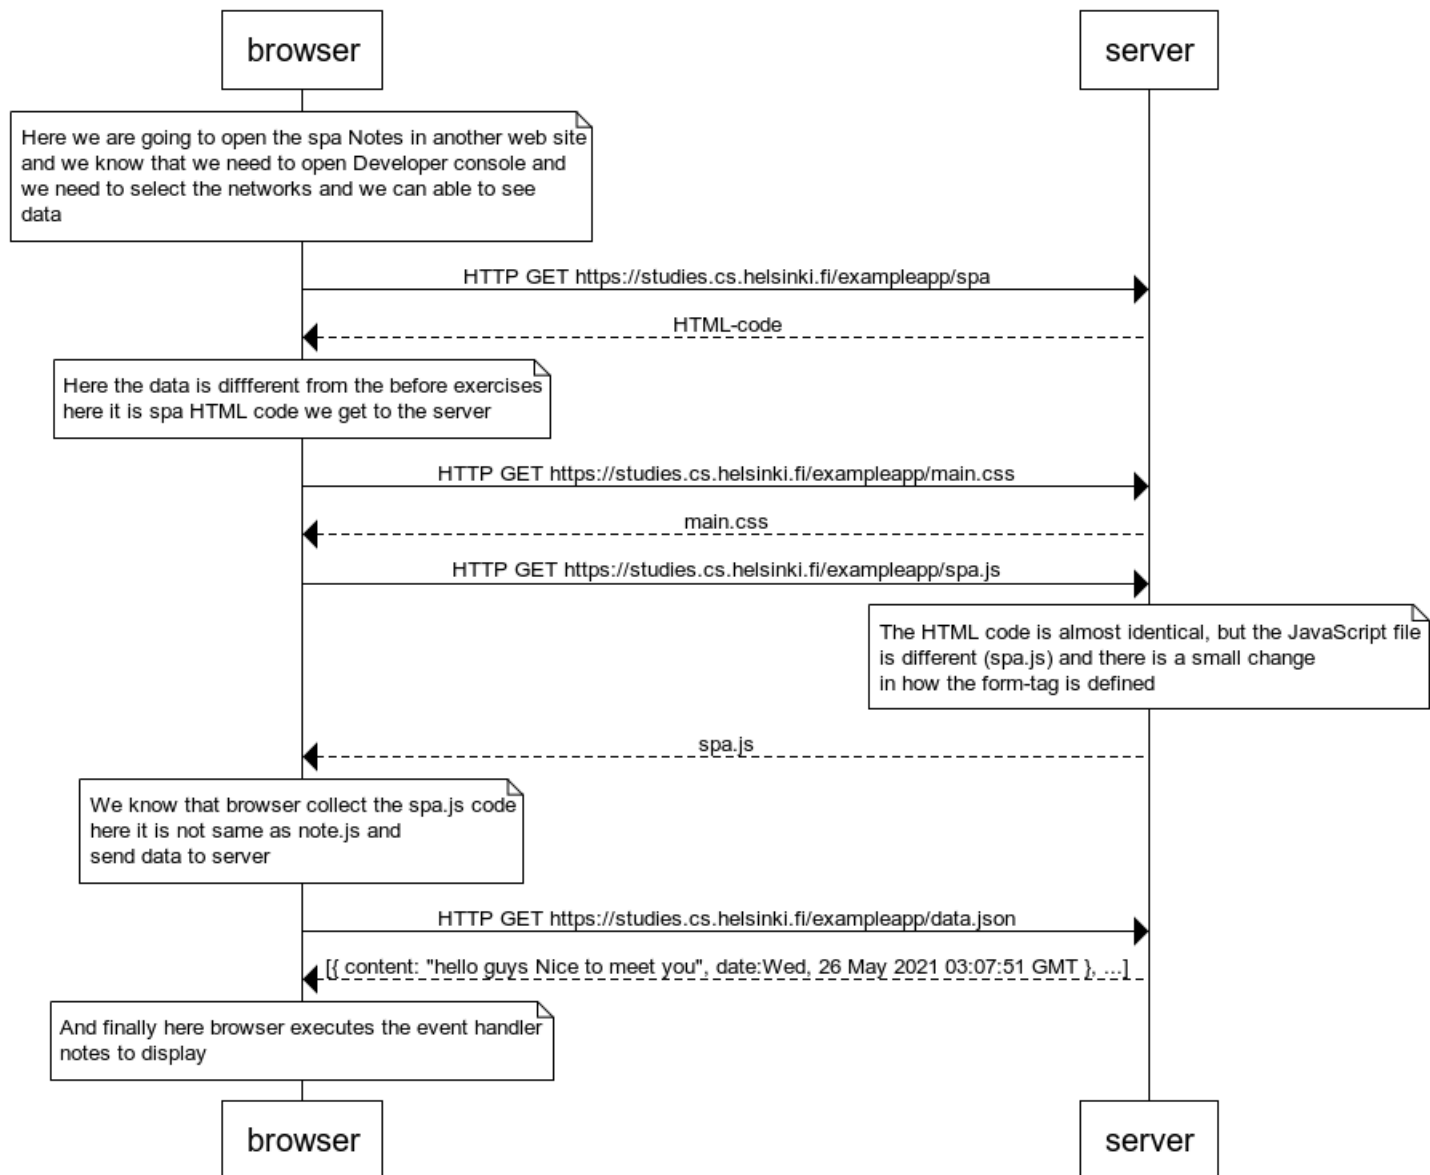 browser
server
Here we are going to open the spa Notes in another web site
and we know that we need to open Developer console and
we need to select the networks and we can able to see
data
HTTP GET https://studies.cs.helsinki.fi/exampleapp/spa
HTML-code
Here the data is diffferent from the before exercises
here it is spa HTML code we get to the server
HTTP GET https://studies.cs.helsinki.fi/exampleapp/main.css
main.css
HTTP GET https://studies.cs.helsinki.fi/exampleapp/spa.js
The HTML code is almost identical, but the JavaScript file
is different (spa.js) and there is a small change
in how the form-tag is defined
spa.js
We know that browser collect the spa.js code
here it is not same as note.js and
send data to server
HTTP GET https://studies.cs.helsinki.fi/exampleapp/data.json
[{ content: "hello guys Nice to meet you", date:Wed, 26 May 2021 03:07:51 GMT }, ...]
And finally here browser executes the event handler
notes to display
browser
server